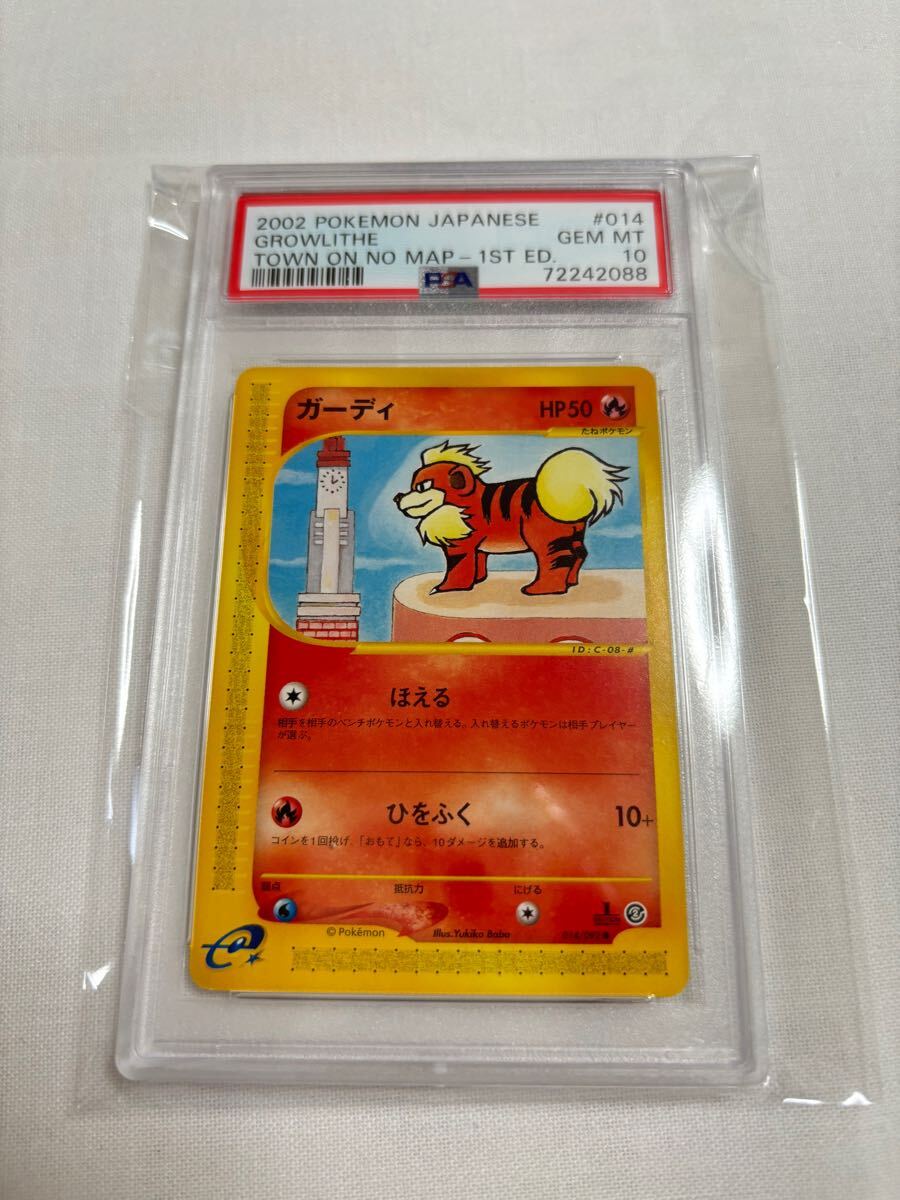 2002 POKEMON JAPANESE #014
GROWLITHE GEM MT
TOWN ON NO MAP - 1ST ED. 10
PSA 72242088
ガーディ HP50
たねポケモン
ID:C-08-#
ほえる
相手を相手のベンチポケモンと入れ替える。入れ替えるポケモンは相手プレイヤー
が選ぶ。
ひをふく 10+
コインを1回投げ、「おもて」なら、10ダメージを追加する。
弱点 抵抗力 にげる
©Pokémon Illus.Yukiko Baba 014/092
e